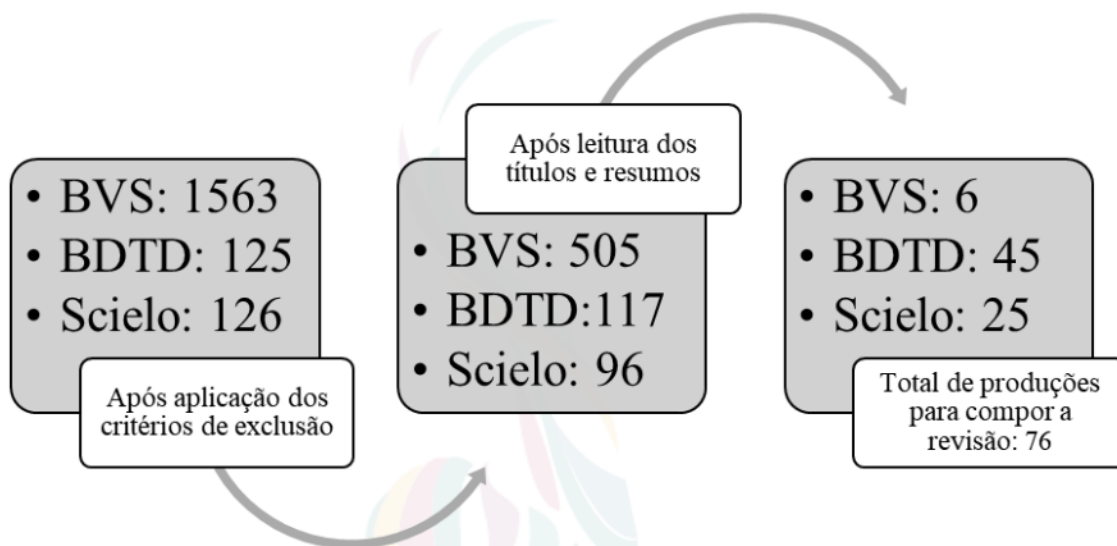 • BVS: 1563
• BDTD: 125
• Scielo: 126
Após aplicação dos
critérios de exclusão
Após leitura dos
títulos e resumos
• BVS: 505
• BDTD:117
• Scielo: 96
• BVS: 6
• BDTD: 45
• Scielo: 25
Total de produções
para compor a
revisão: 76